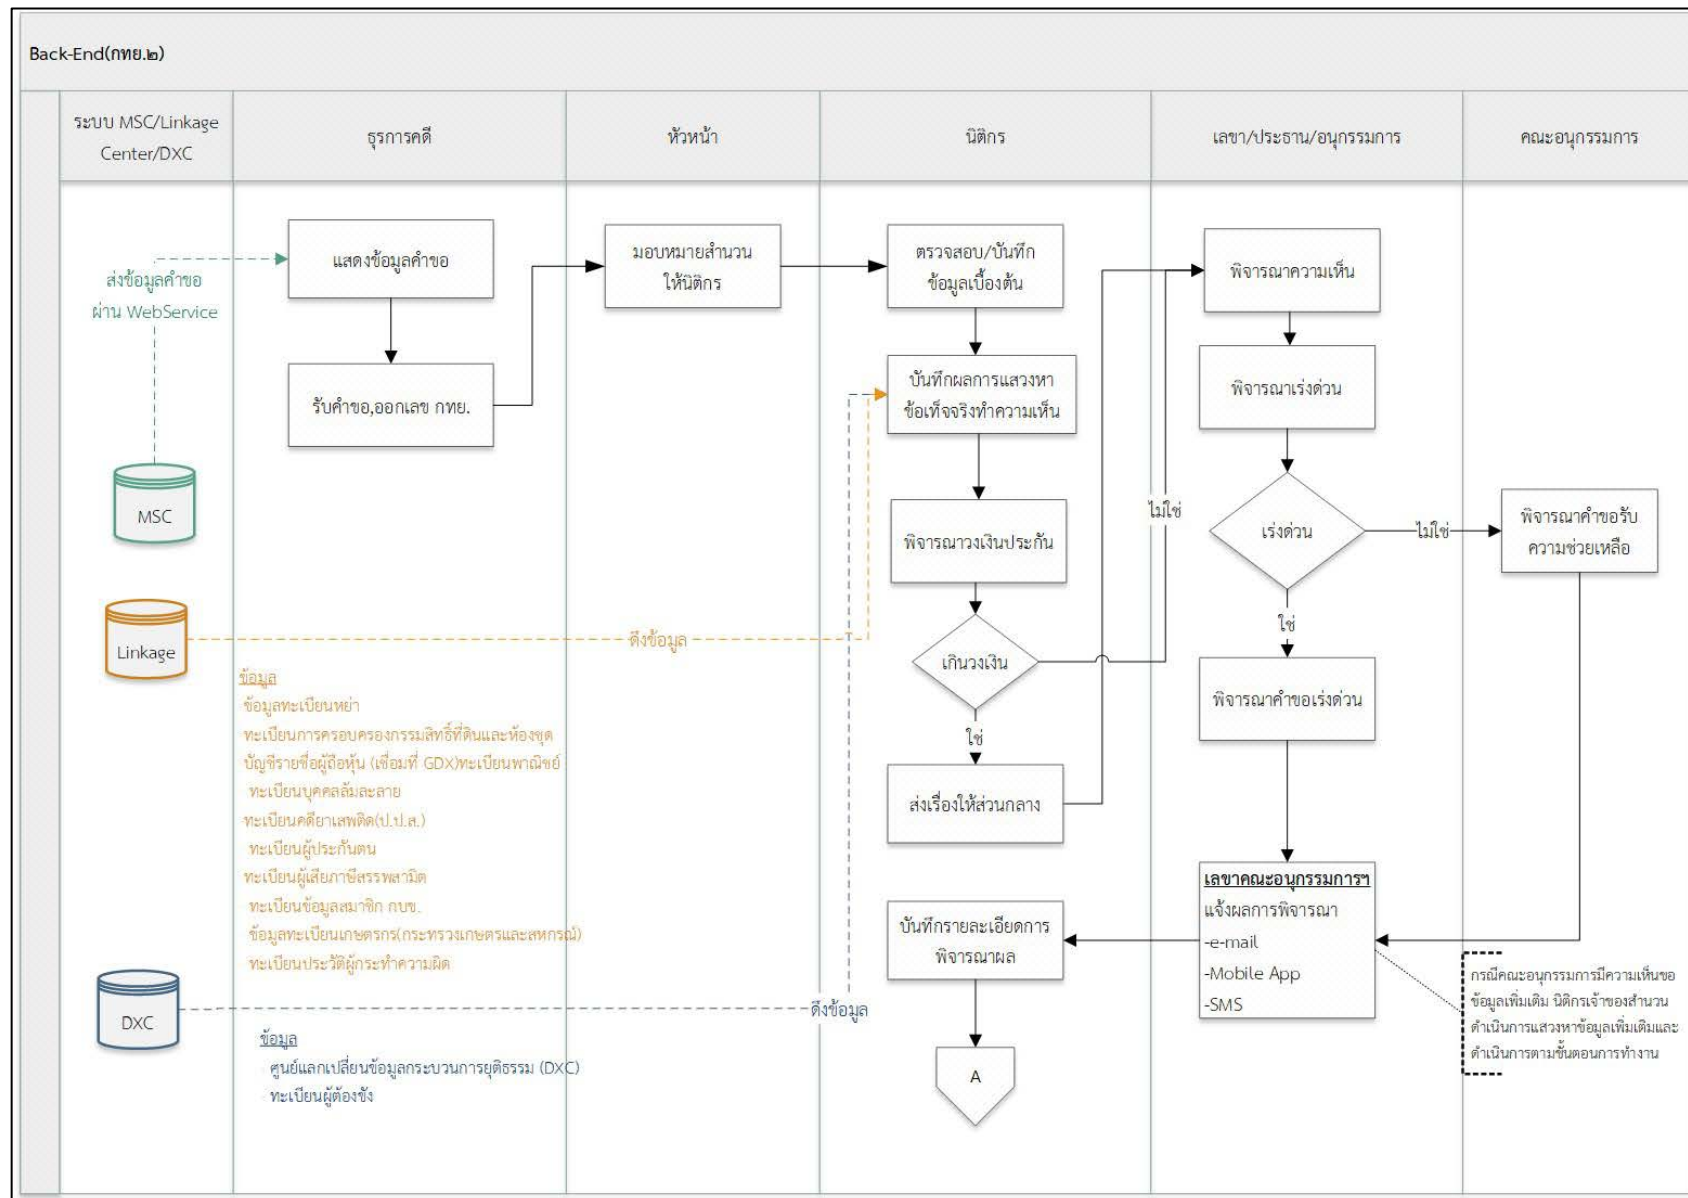 Back-End(กทย.๒)
ระบบ MSC/Linkage
Center/DXC
ธุรการคดี
หัวหน้า
นิติกร
เลขา/ประธาน/อนุกรรมการ
คณะอนุกรรมการ
ส่งข้อมูลคำขอ
ผ่าน WebService
MSC
Linkage
DXC
แสดงข้อมูลคำขอ
รับคำขอ,ออกเลข กทย.
ดึงข้อมูล
ข้อมูล
ข้อมูลทะเบียนหย่า
ทะเบียนการครอบครองกรรมสิทธิ์ที่ดินและห้องชุด
บัญชีรายชื่อผู้ถือหุ้น (เชื่อมที่ GDX)ทะเบียนพาณิชย์
ทะเบียนบุคคลล้มละลาย
ทะเบียนคดียาเสพติด(ป.ป.ส.)
ทะเบียนผู้ประกันตน
ทะเบียนผู้เสียภาษีสรรพสามิต
ทะเบียนข้อมูลสมาชิก กบข.
ข้อมูลทะเบียนเกษตรกร(กระทรวงเกษตรและสหกรณ์)
ทะเบียนประวัติผู้กระทำความผิด
ดึงข้อมูล
ข้อมูล
ศูนย์แลกเปลี่ยนข้อมูลกระบวนการยุติธรรม (DXC)
ทะเบียนผู้ต้องขัง
มอบหมายสำนวน
ให้นิติกร
ตรวจสอบ/บันทึก
ข้อมูลเบื้องต้น
บันทึกผลการแสวงหา
ข้อเท็จจริงทำความเห็น
พิจารณาวงเงินประกัน
เกินวงเงิน
ไม่ใช่
ใช่
ส่งเรื่องให้ส่วนกลาง
บันทึกรายละเอียดการ
พิจารณาผล
A
พิจารณาความเห็น
พิจารณาเร่งด่วน
เร่งด่วน
ไม่ใช่
ใช่
พิจารณาคำขอเร่งด่วน
เลขาคณะอนุกรรมการฯ
แจ้งผลการพิจารณา
-e-mail
-Mobile App
-SMS
พิจารณาคำขอรับ
ความช่วยเหลือ
กรณีคณะอนุกรรมการมีความเห็นขอ
ข้อมูลเพิ่มเติม นิติกรเจ้าของสำนวน
ดำเนินการแสวงหาข้อมูลเพิ่มเติมและ
ดำเนินการตามขั้นตอนการทำงาน